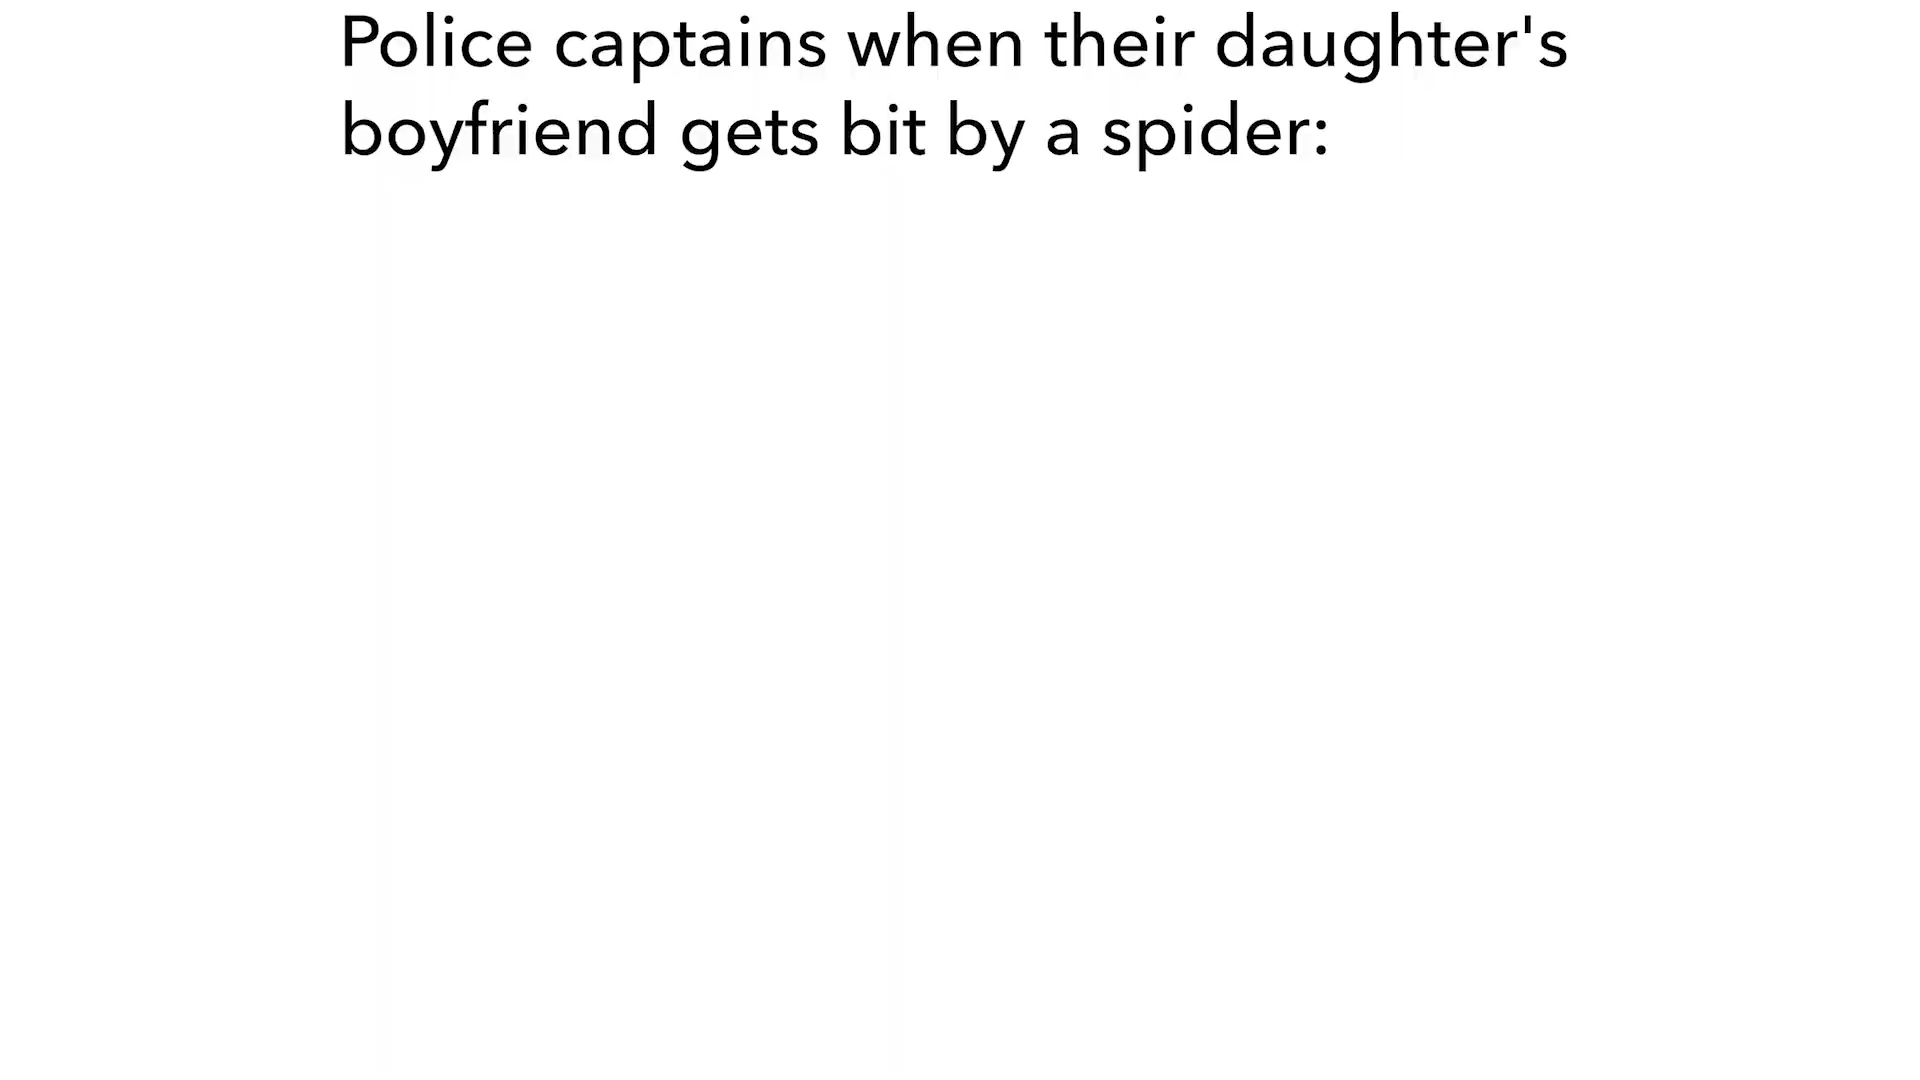 Police captains when their daughter's
boyfriend gets bit by a spider: